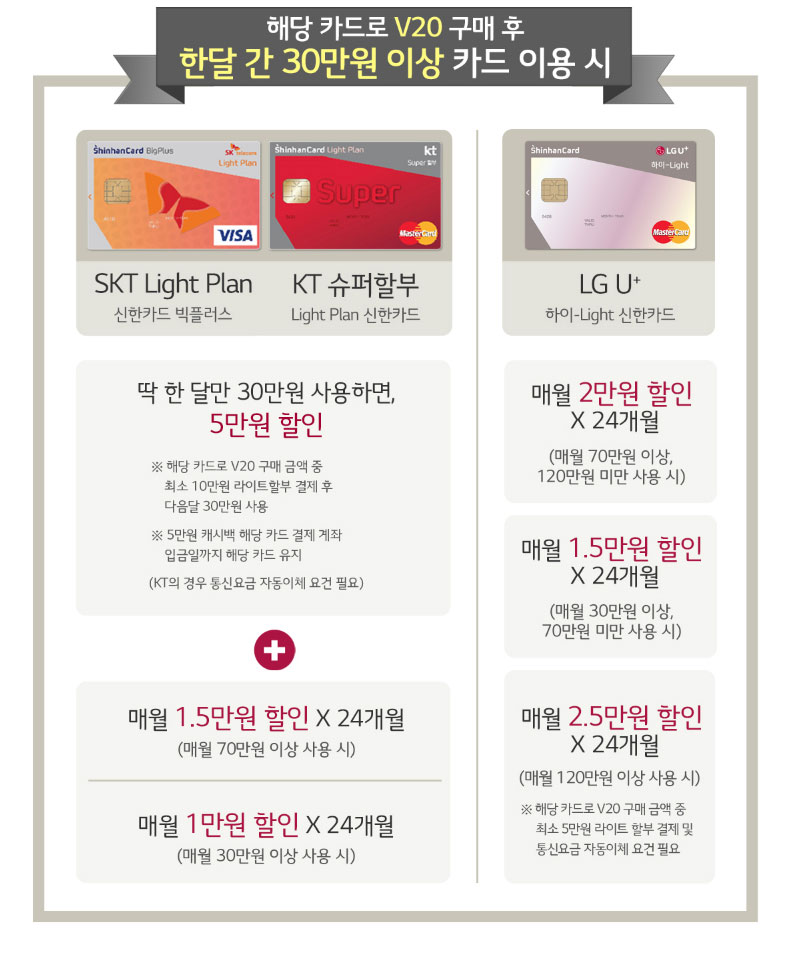 해당 카드로 V20 구매 후
한달 간 30만원 이상 카드 이용 시
ShinhanCard BigPlus
SK telecom
Light Plan
VISA
ShinhanCard Light Plan
kt
Super 할부
Super
MasterCard
ShinhanCard
LG U+
하이-Light
MasterCard
SKT Light Plan
신한카드 빅플러스
KT 슈퍼할부
Light Plan 신한카드
LG U+
하이-Light 신한카드
딱 한 달만 30만원 사용하면,
5만원 할인
※ 해당 카드로 V20 구매 금액 중
최소 10만원 라이트할부 결제 후
다음달 30만원 사용
※ 5만원 캐시백 해당 카드 결제 계좌
입금일까지 해당 카드 유지
(KT의 경우 통신요금 자동이체 요건 필요)
매월 1.5만원 할인 X 24개월
(매월 70만원 이상 사용 시)
매월 1만원 할인 X 24개월
(매월 30만원 이상 사용 시)
매월 2만원 할인
X 24개월
(매월 70만원 이상,
120만원 미만 사용 시)
매월 1.5만원 할인
X 24개월
(매월 30만원 이상,
70만원 미만 사용 시)
매월 2.5만원 할인
X 24개월
(매월 120만원 이상 사용 시)
※ 해당 카드로 V20 구매 금액 중
최소 5만원 라이트 할부 결제 및
통신요금 자동이체 요건 필요